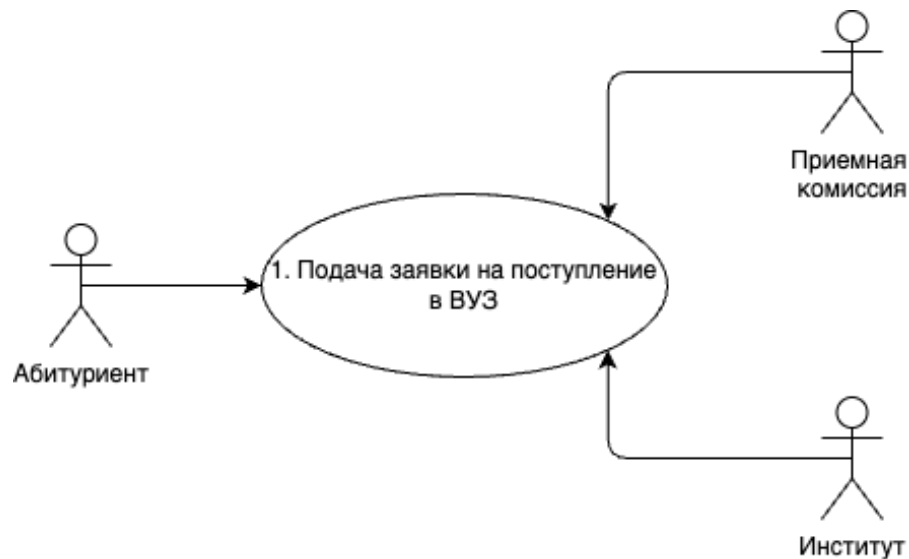 Приемная
комиссия
1. Подача заявки на поступление
в ВУЗ
Абитуриент
Институт